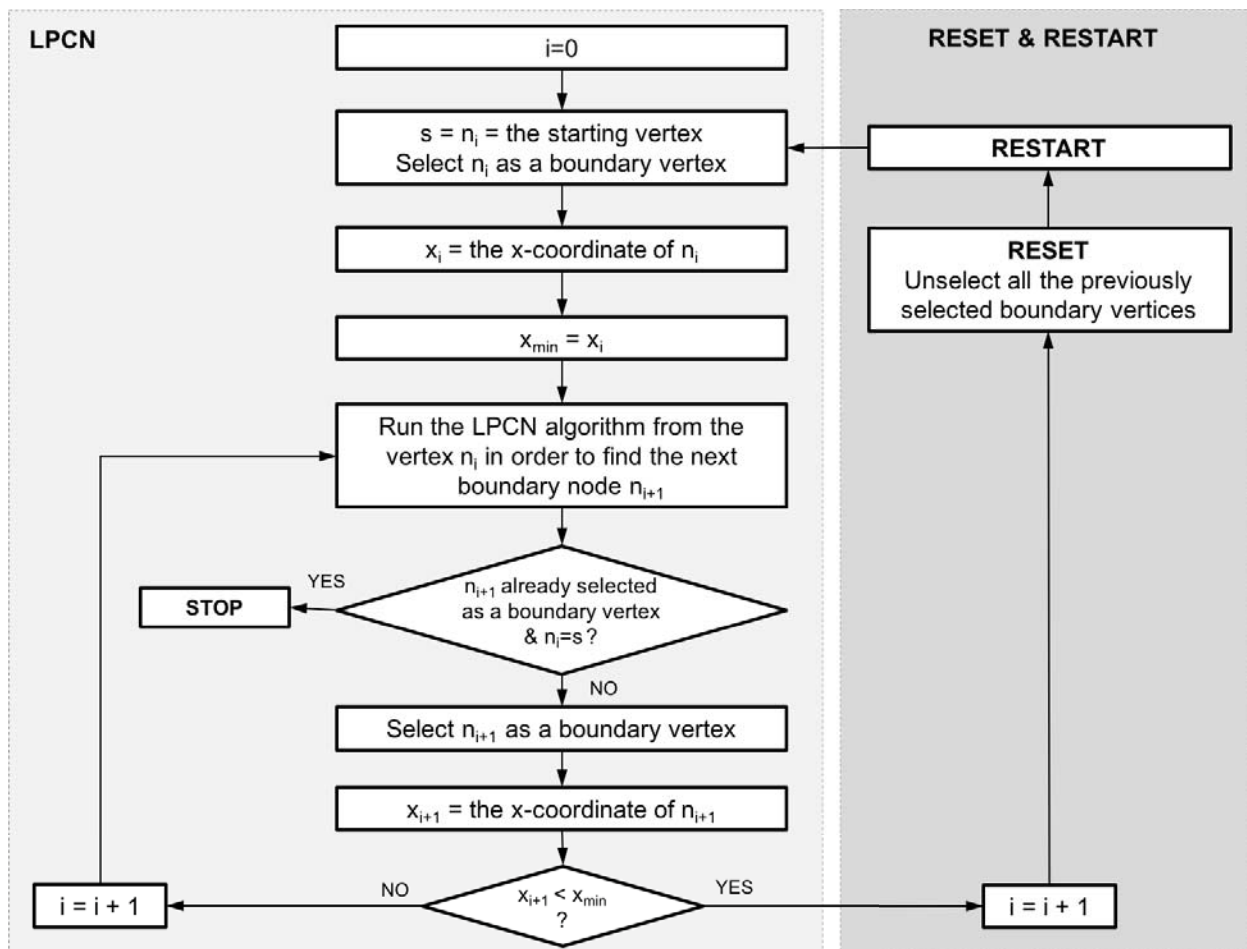 LPCN
i=0
s = nᵢ = the starting vertex
Select nᵢ as a boundary vertex
xᵢ = the x-coordinate of nᵢ
xₘᵢₙ = xᵢ
Run the LPCN algorithm from the
vertex nᵢ in order to find the next
boundary node nᵢ₊₁
nᵢ₊₁ already selected
as a boundary vertex
& nᵢ=s ?
YES
STOP
NO
Select nᵢ₊₁ as a boundary vertex
xᵢ₊₁ = the x-coordinate of nᵢ₊₁
xᵢ₊₁ < xₘᵢₙ
?
NO
i = i + 1
YES
RESET & RESTART
RESTART
RESET
Unselect all the previously
selected boundary vertices
i = i + 1